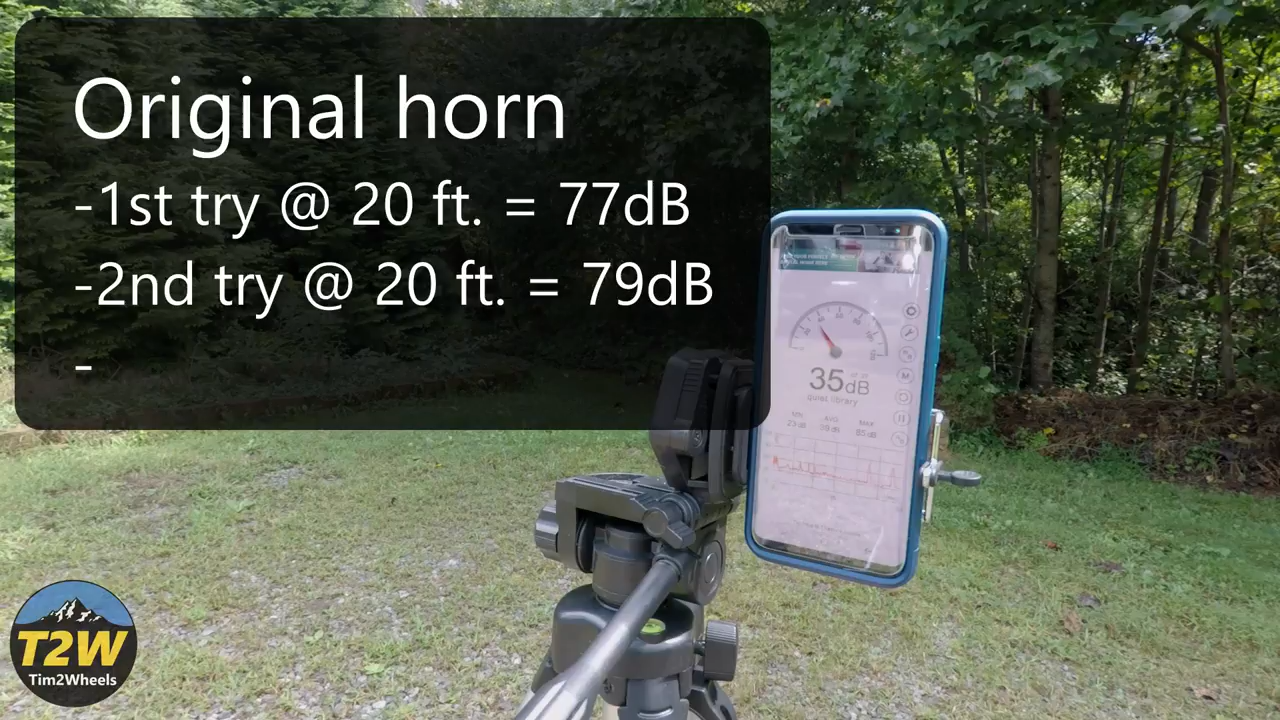 Original horn
-1st try @ 20 ft. = 77dB
-2nd try @ 20 ft. = 79dB
-
35dB
quiet library
T2W
Tim2Wheels